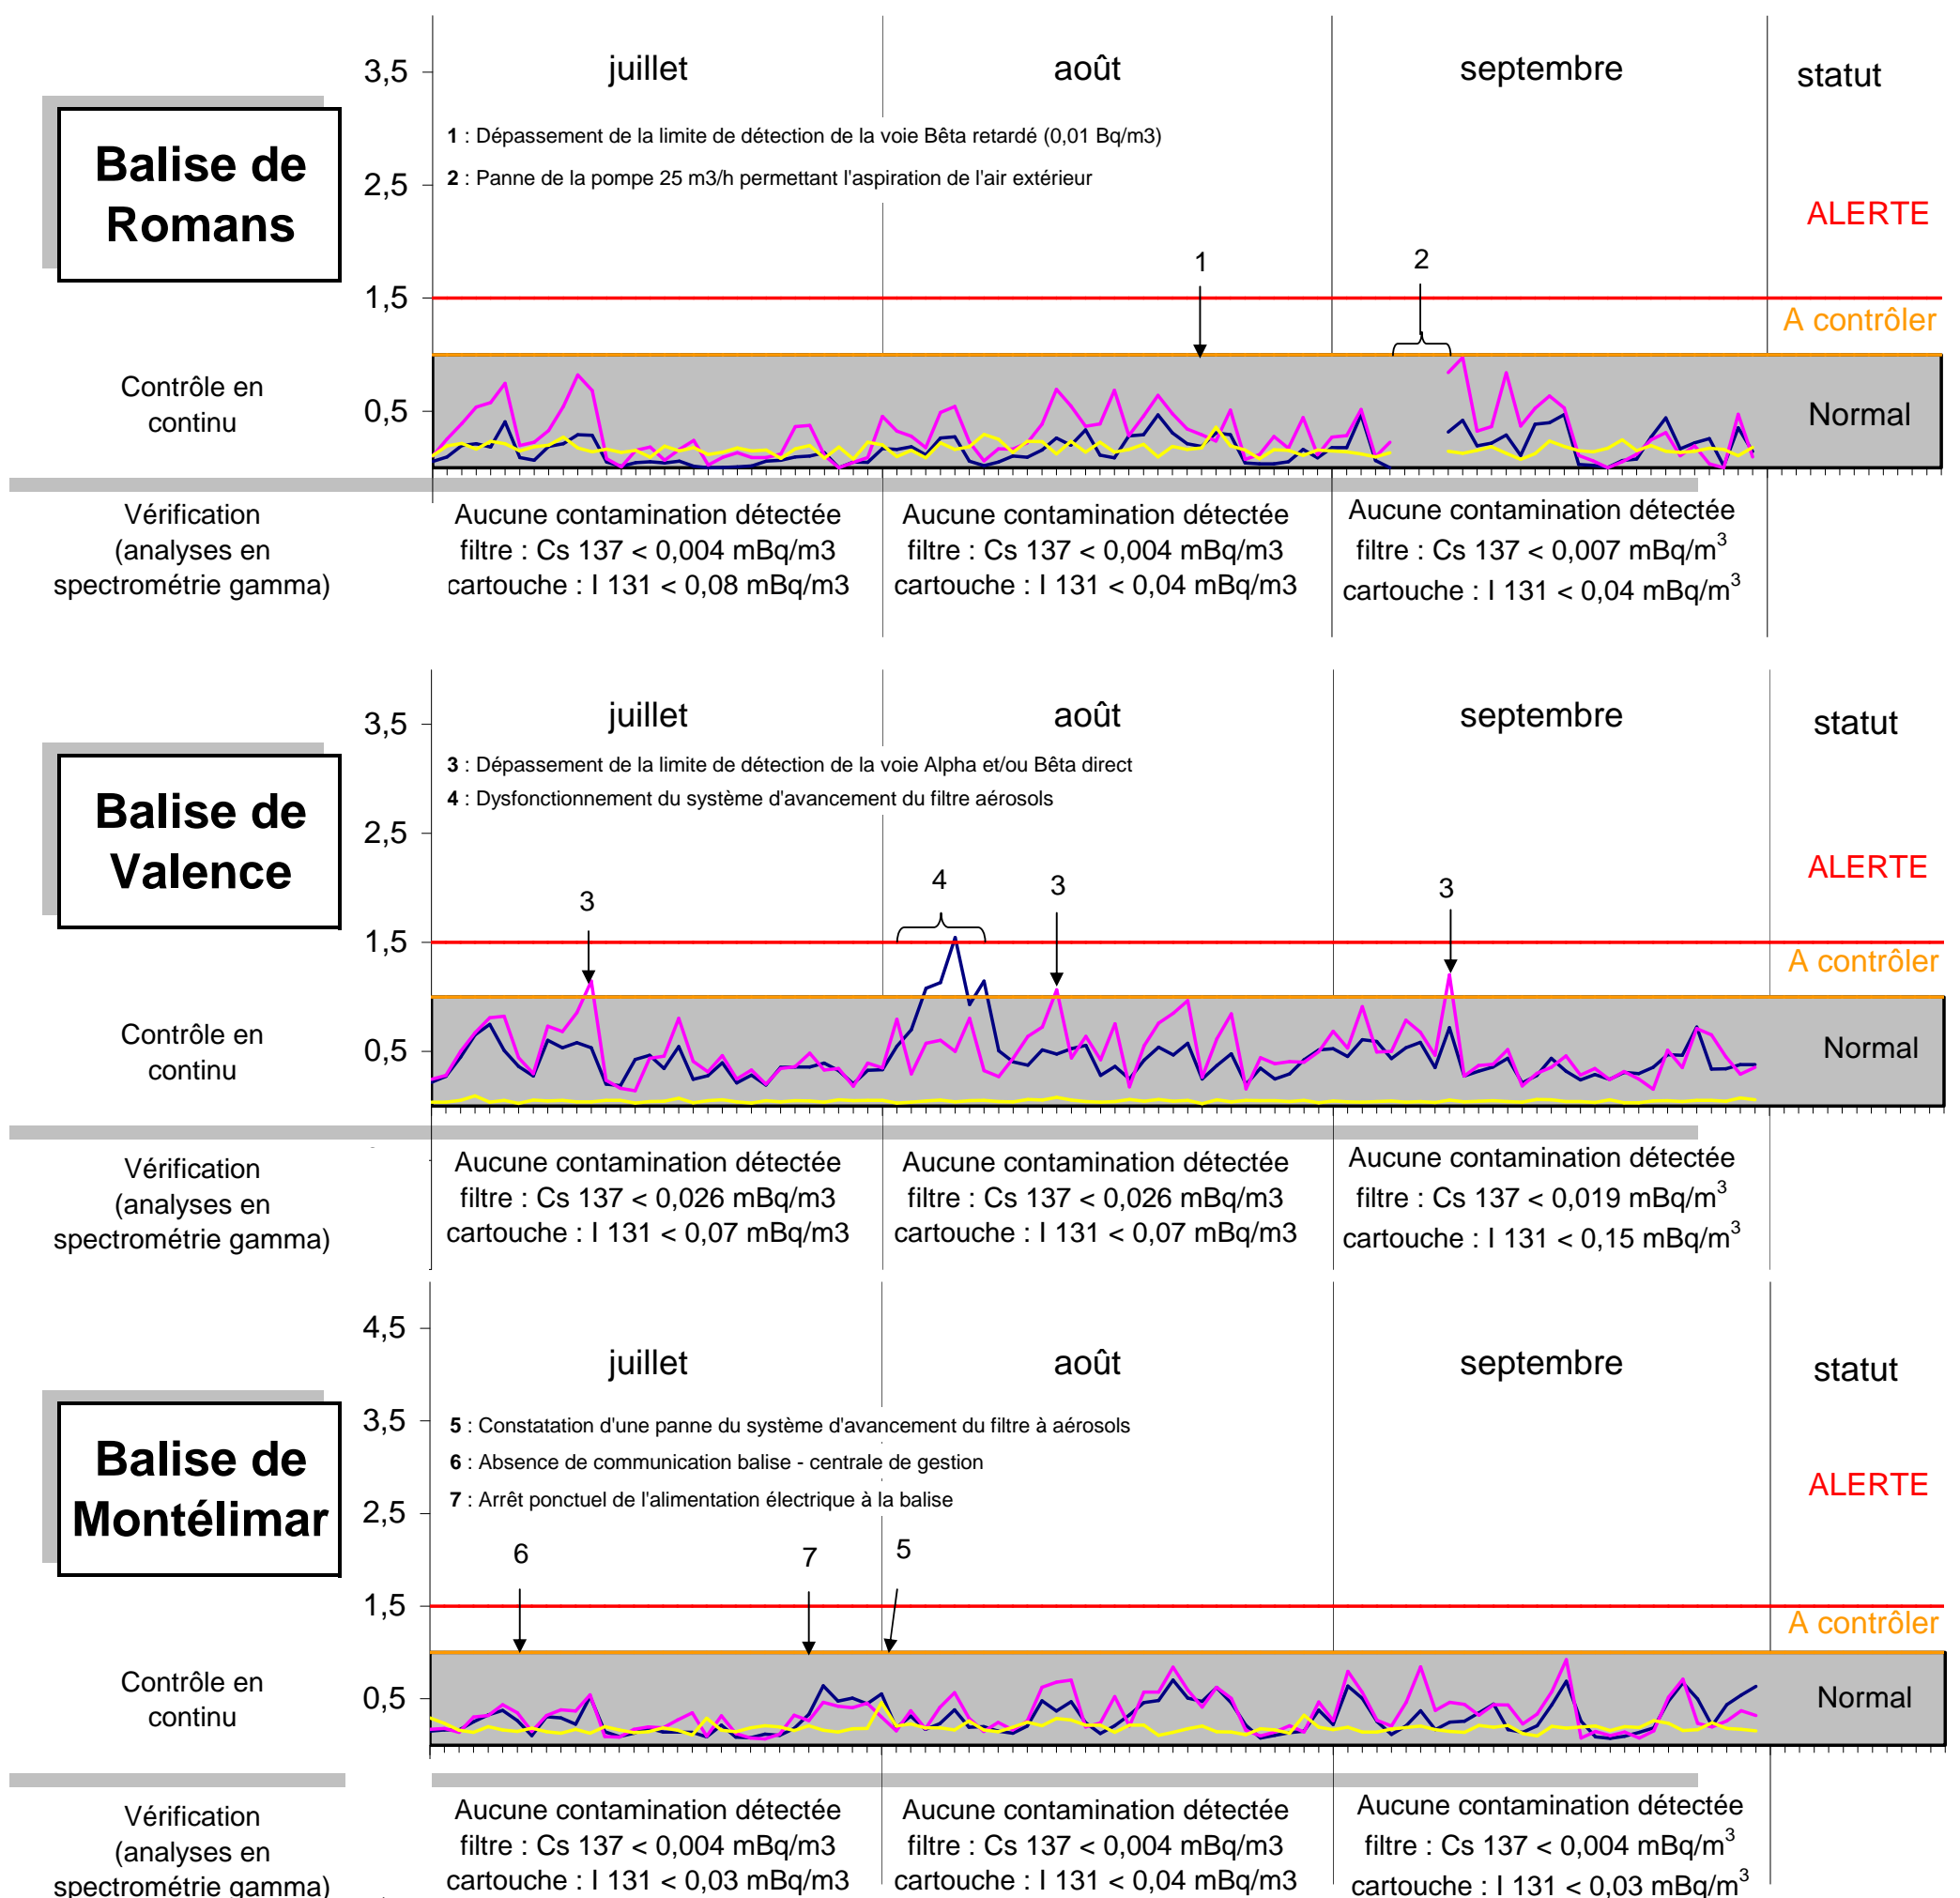 juillet août septembre statut
3,5
1 : Dépassement de la limite de détection de la voie Bêta retardé (0,01 Bq/m3)
Balise de
Romans
2 : Panne de la pompe 25 m3/h permettant l'aspiration de l'air extérieur
2,5
ALERTE
1 2
1,5
A contrôler
Contrôle en
continu
0,5
Normal
Vérification
(analyses en
spectrométrie gamma)
Aucune contamination détectée
filtre : Cs 137 < 0,004 mBq/m3
cartouche : I 131 < 0,08 mBq/m3
Aucune contamination détectée
filtre : Cs 137 < 0,004 mBq/m3
cartouche : I 131 < 0,04 mBq/m3
Aucune contamination détectée
filtre : Cs 137 < 0,007 mBq/m³
cartouche : I 131 < 0,04 mBq/m³
juillet août septembre statut
3,5
3 : Dépassement de la limite de détection de la voie Alpha et/ou Bêta direct
4 : Dysfonctionnement du système d'avancement du filtre aérosols
Balise de
Valence
2,5
ALERTE
3 4 3 3
1,5
A contrôler
Contrôle en
continu
0,5
Normal
Vérification
(analyses en
spectrométrie gamma)
Aucune contamination détectée
filtre : Cs 137 < 0,026 mBq/m3
cartouche : I 131 < 0,07 mBq/m3
Aucune contamination détectée
filtre : Cs 137 < 0,026 mBq/m3
cartouche : I 131 < 0,07 mBq/m3
Aucune contamination détectée
filtre : Cs 137 < 0,019 mBq/m³
cartouche : I 131 < 0,15 mBq/m³
4,5
juillet août septembre statut
3,5
5 : Constatation d'une panne du système d'avancement du filtre à aérosols
6 : Absence de communication balise - centrale de gestion
7 : Arrêt ponctuel de l'alimentation électrique à la balise
Balise de
Montélimar
2,5
ALERTE
6 7 5
1,5
A contrôler
Contrôle en
continu
0,5
Normal
Vérification
(analyses en
spectrométrie gamma)
Aucune contamination détectée
filtre : Cs 137 < 0,004 mBq/m3
cartouche : I 131 < 0,03 mBq/m3
Aucune contamination détectée
filtre : Cs 137 < 0,004 mBq/m3
cartouche : I 131 < 0,04 mBq/m3
Aucune contamination détectée
filtre : Cs 137 < 0,004 mBq/m³
cartouche : I 131 < 0,03 mBq/m³